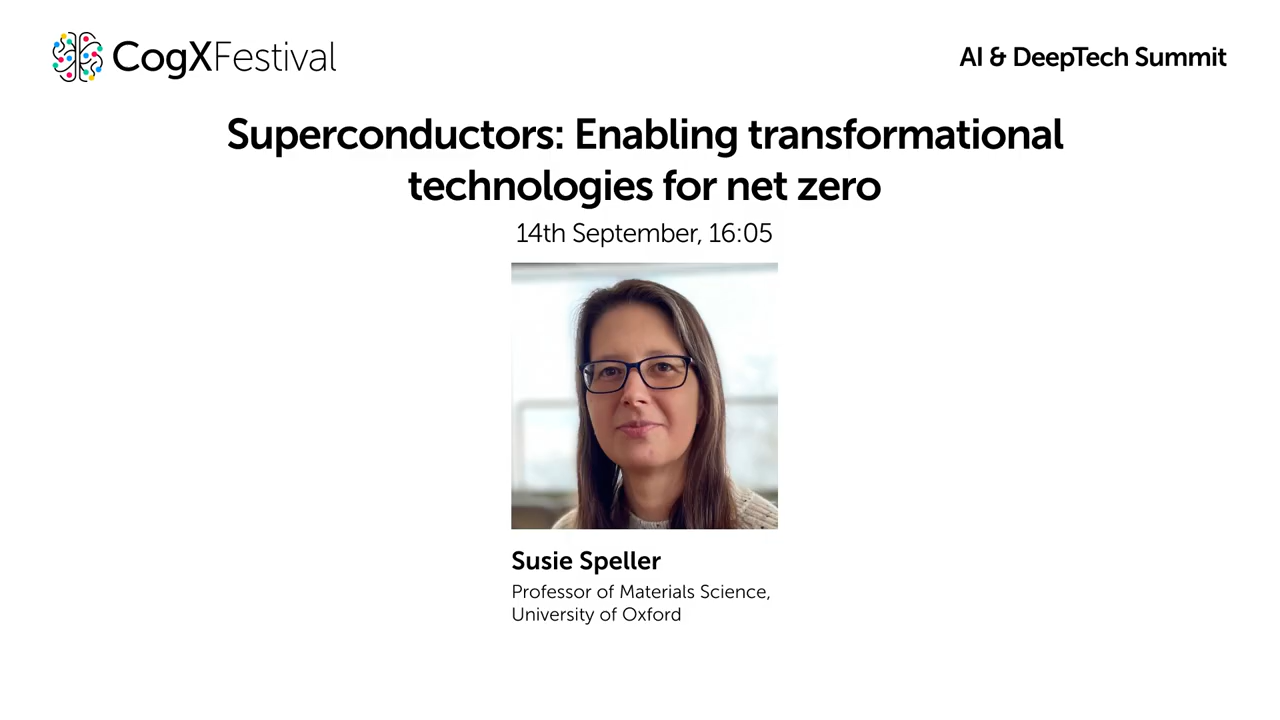 CogXFestival
AI & DeepTech Summit
Superconductors: Enabling transformational
technologies for net zero
14th September, 16:05
Susie Speller
Professor of Materials Science,
University of Oxford